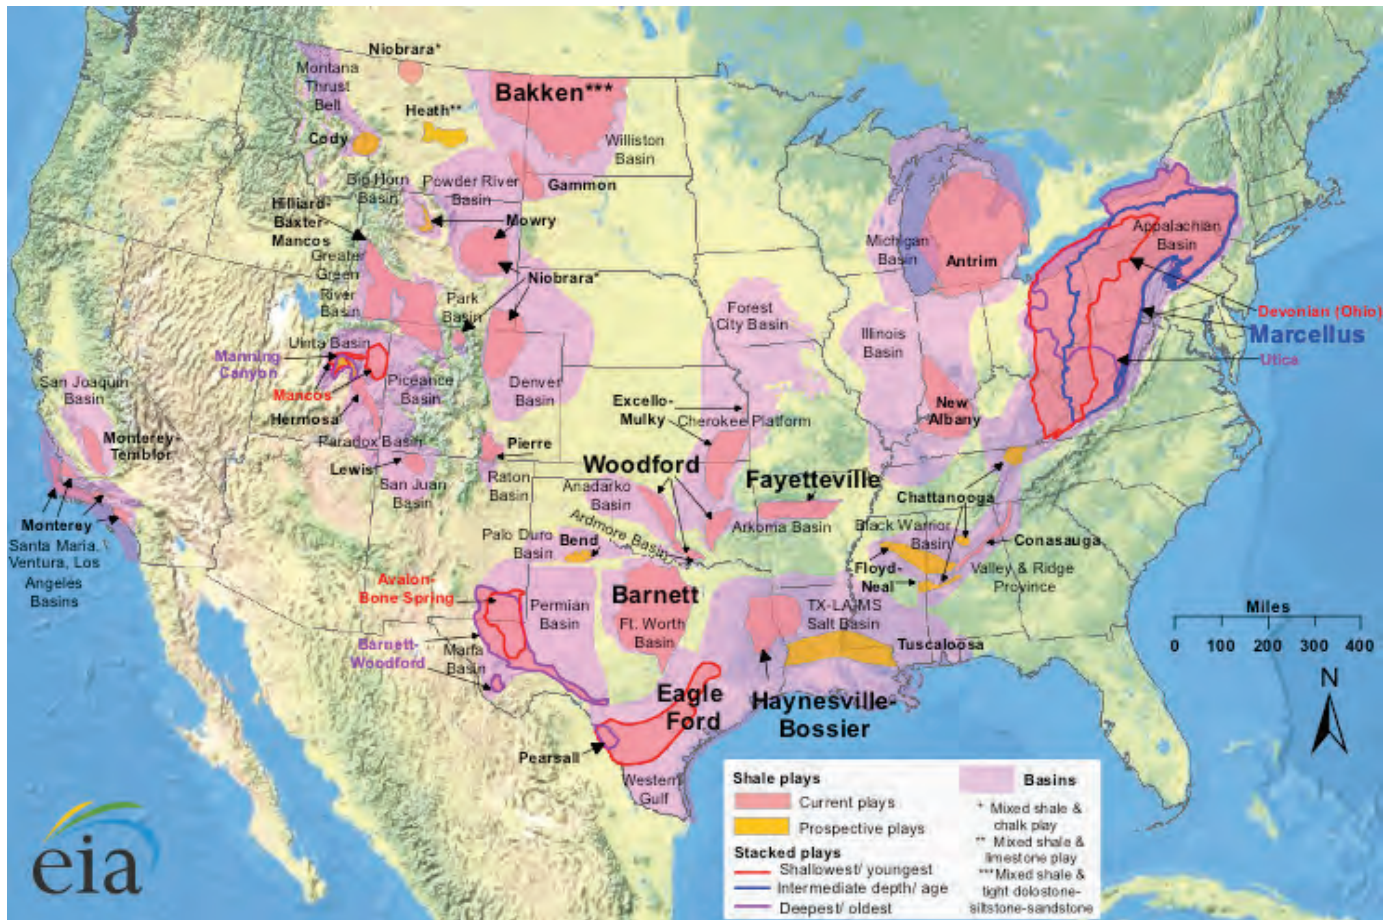 Niobrara*
Montana
Thrust
Belt
Bakken***
Heath**
Cody
Williston
Basin
Big Horn
Basin
Powder River
Basin
Gammon
Hilliard-
Baxter-
Mancos
Mowry
Greater
Green
River
Basin
Niobrara*
Park
Basin
Michigan
Basin
Antrim
Appalachian
Basin
Devonian (Ohio)
Marcellus
Utica
Forest
City Basin
Illinois
Basin
Uinta Basin
Manning
Canyon
Mancos
Piceance
Basin
Denver
Basin
San Joaquin
Basin
Hermosa
Excello-
Mulky
Cherokee Platform
New
Albany
Monterey-
Temblor
Paradox Basin
Pierre
Lewis
San Juan
Basin
Raton
Basin
Woodford
Anadarko
Basin
Fayetteville
Arkoma Basin
Chattanooga
Monterey
Santa Maria,
Ventura, Los
Angeles
Basins
Palo Duro
Basin
Bend
Ardmore Basin
Black Warrior
Basin
Conasauga
Floyd-
Neal
Valley & Ridge
Province
Avalon-
Bone Spring
Permian
Basin
Barnett
Ft. Worth
Basin
TX-LA-MS
Salt Basin
Tuscaloosa
Barnett-
Woodford
Marfa
Basin
Eagle
Ford
Haynesville-
Bossier
Pearsall
Western
Gulf
Miles
0 100 200 300 400
N
Shale plays
Current plays
Prospective plays
Stacked plays
Shallowest/ youngest
Intermediate depth/ age
Deepest/ oldest
Basins
* Mixed shale &
chalk play
** Mixed shale &
limestone play
***Mixed shale &
tight dolostone-
siltstone-sandstone
eia